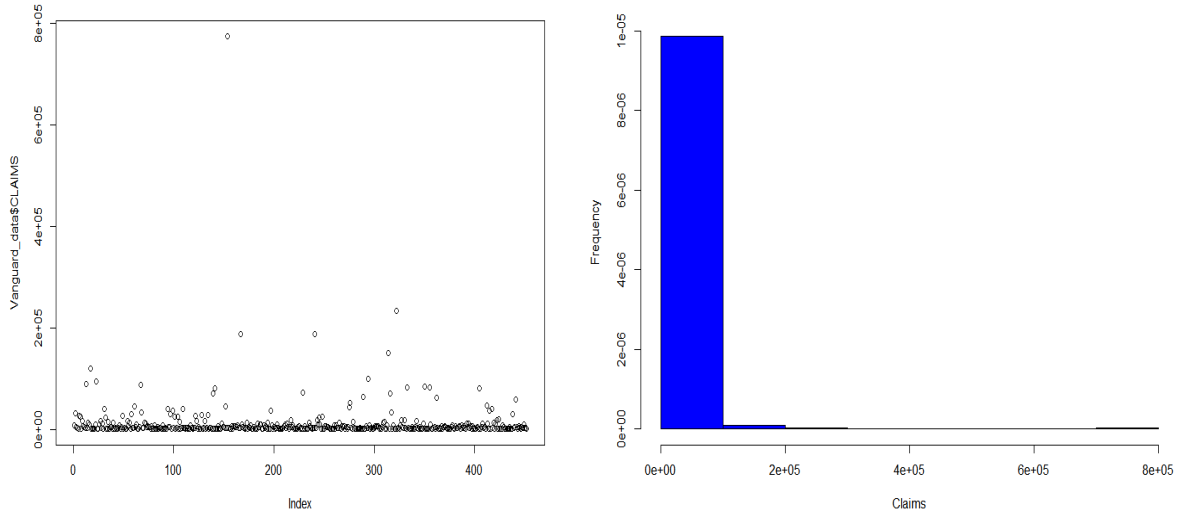 Vanguard_data$CLAIMS
8e+05
6e+05
4e+05
2e+05
0e+00
0 100 200 300 400
Index
Frequency
1e-05
8e-06
6e-06
4e-06
2e-06
0e+00
0e+00 2e+05 4e+05 6e+05 8e+05
Claims